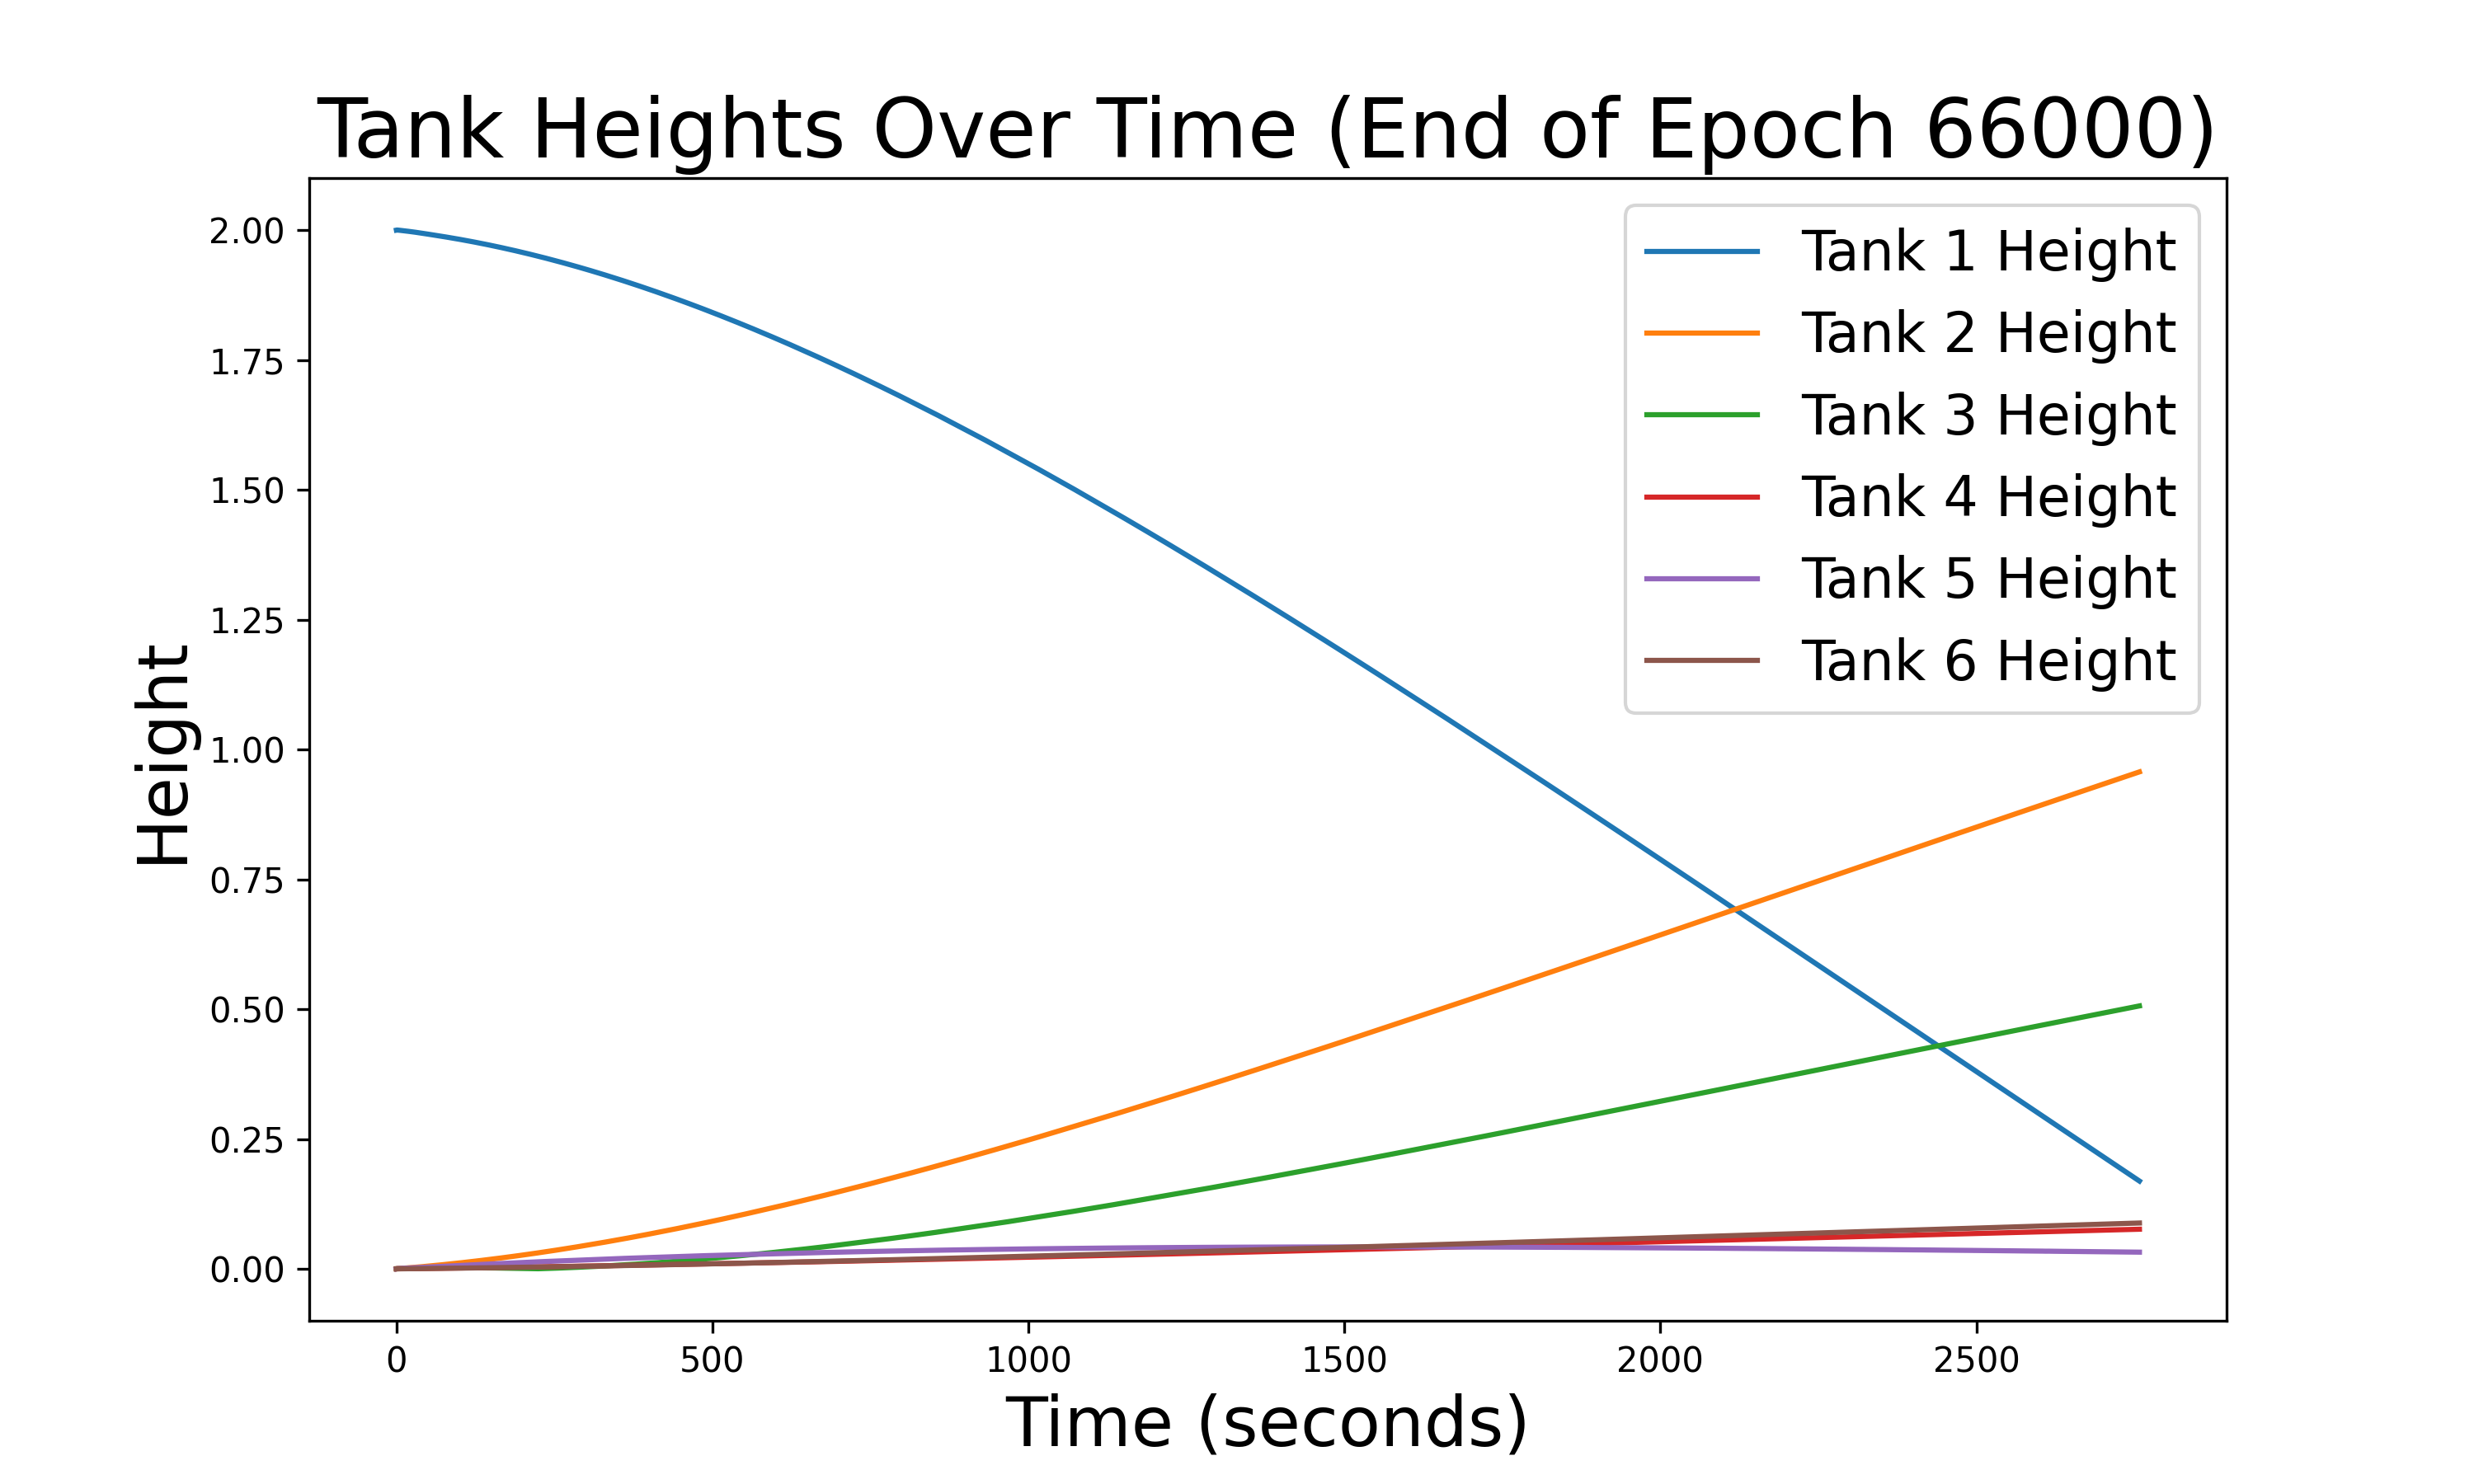 Tank Heights Over Time (End of Epoch 66000)
Tank 1 Height
Tank 2 Height
Tank 3 Height
Tank 4 Height
Tank 5 Height
Tank 6 Height
Height
2.00
1.75
1.50
1.25
1.00
0.75
0.50
0.25
0.00
0 500 1000 1500 2000 2500
Time (seconds)